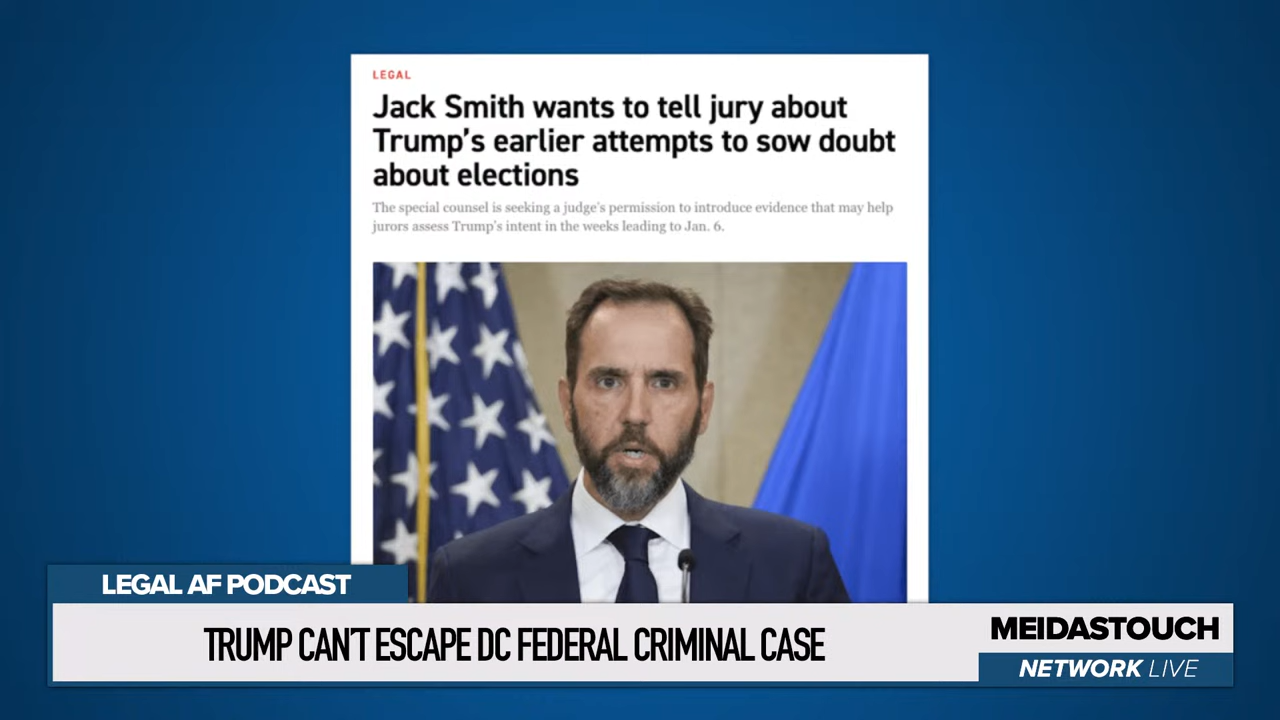 LEGAL
Jack Smith wants to tell jury about
Trump's earlier attempts to sow doubt
about elections
The special counsel is seeking a judge's permission to introduce evidence that may help
jurors assess Trump's intent in the weeks leading to Jan. 6.
LEGAL AF PODCAST
TRUMP CAN'T ESCAPE DC FEDERAL CRIMINAL CASE
MEIDASTOUCH
NETWORK LIVE